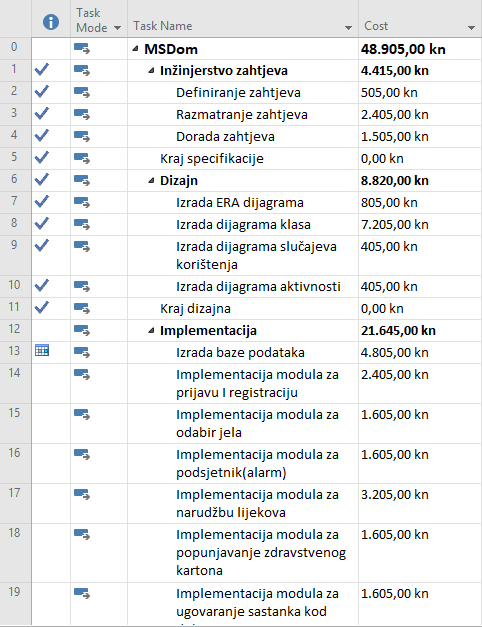 Task Mode Task Name Cost
0 MSDom 48.905,00 kn
1 Inžinjerstvo zahtjeva 4.415,00 kn
2 Definiranje zahtjeva 505,00 kn
3 Razmatranje zahtjeva 2.405,00 kn
4 Dorada zahtjeva 1.505,00 kn
5 Kraj specifikacije 0,00 kn
6 Dizajn 8.820,00 kn
7 Izrada ERA dijagrama 805,00 kn
8 Izrada dijagrama klasa 7.205,00 kn
9 Izrada dijagrama slučajeva 405,00 kn
korištenja
10 Izrada dijagrama aktivnosti 405,00 kn
11 Kraj dizajna 0,00 kn
12 Implementacija 21.645,00 kn
13 Izrada baze podataka 4.805,00 kn
14 Implementacija modula za 2.405,00 kn
prijavu I registraciju
15 Implementacija modula za 1.605,00 kn
odabir jela
16 Implementacija modula za 1.605,00 kn
podsjetnik(alarm)
17 Implementacija modula za 3.205,00 kn
narudžbu lijekova
18 Implementacija modula za 1.605,00 kn
popunjavanje zdravstvenog
kartona
19 Implementacija modula za 1.605,00 kn
ugovaranje sastanka kod